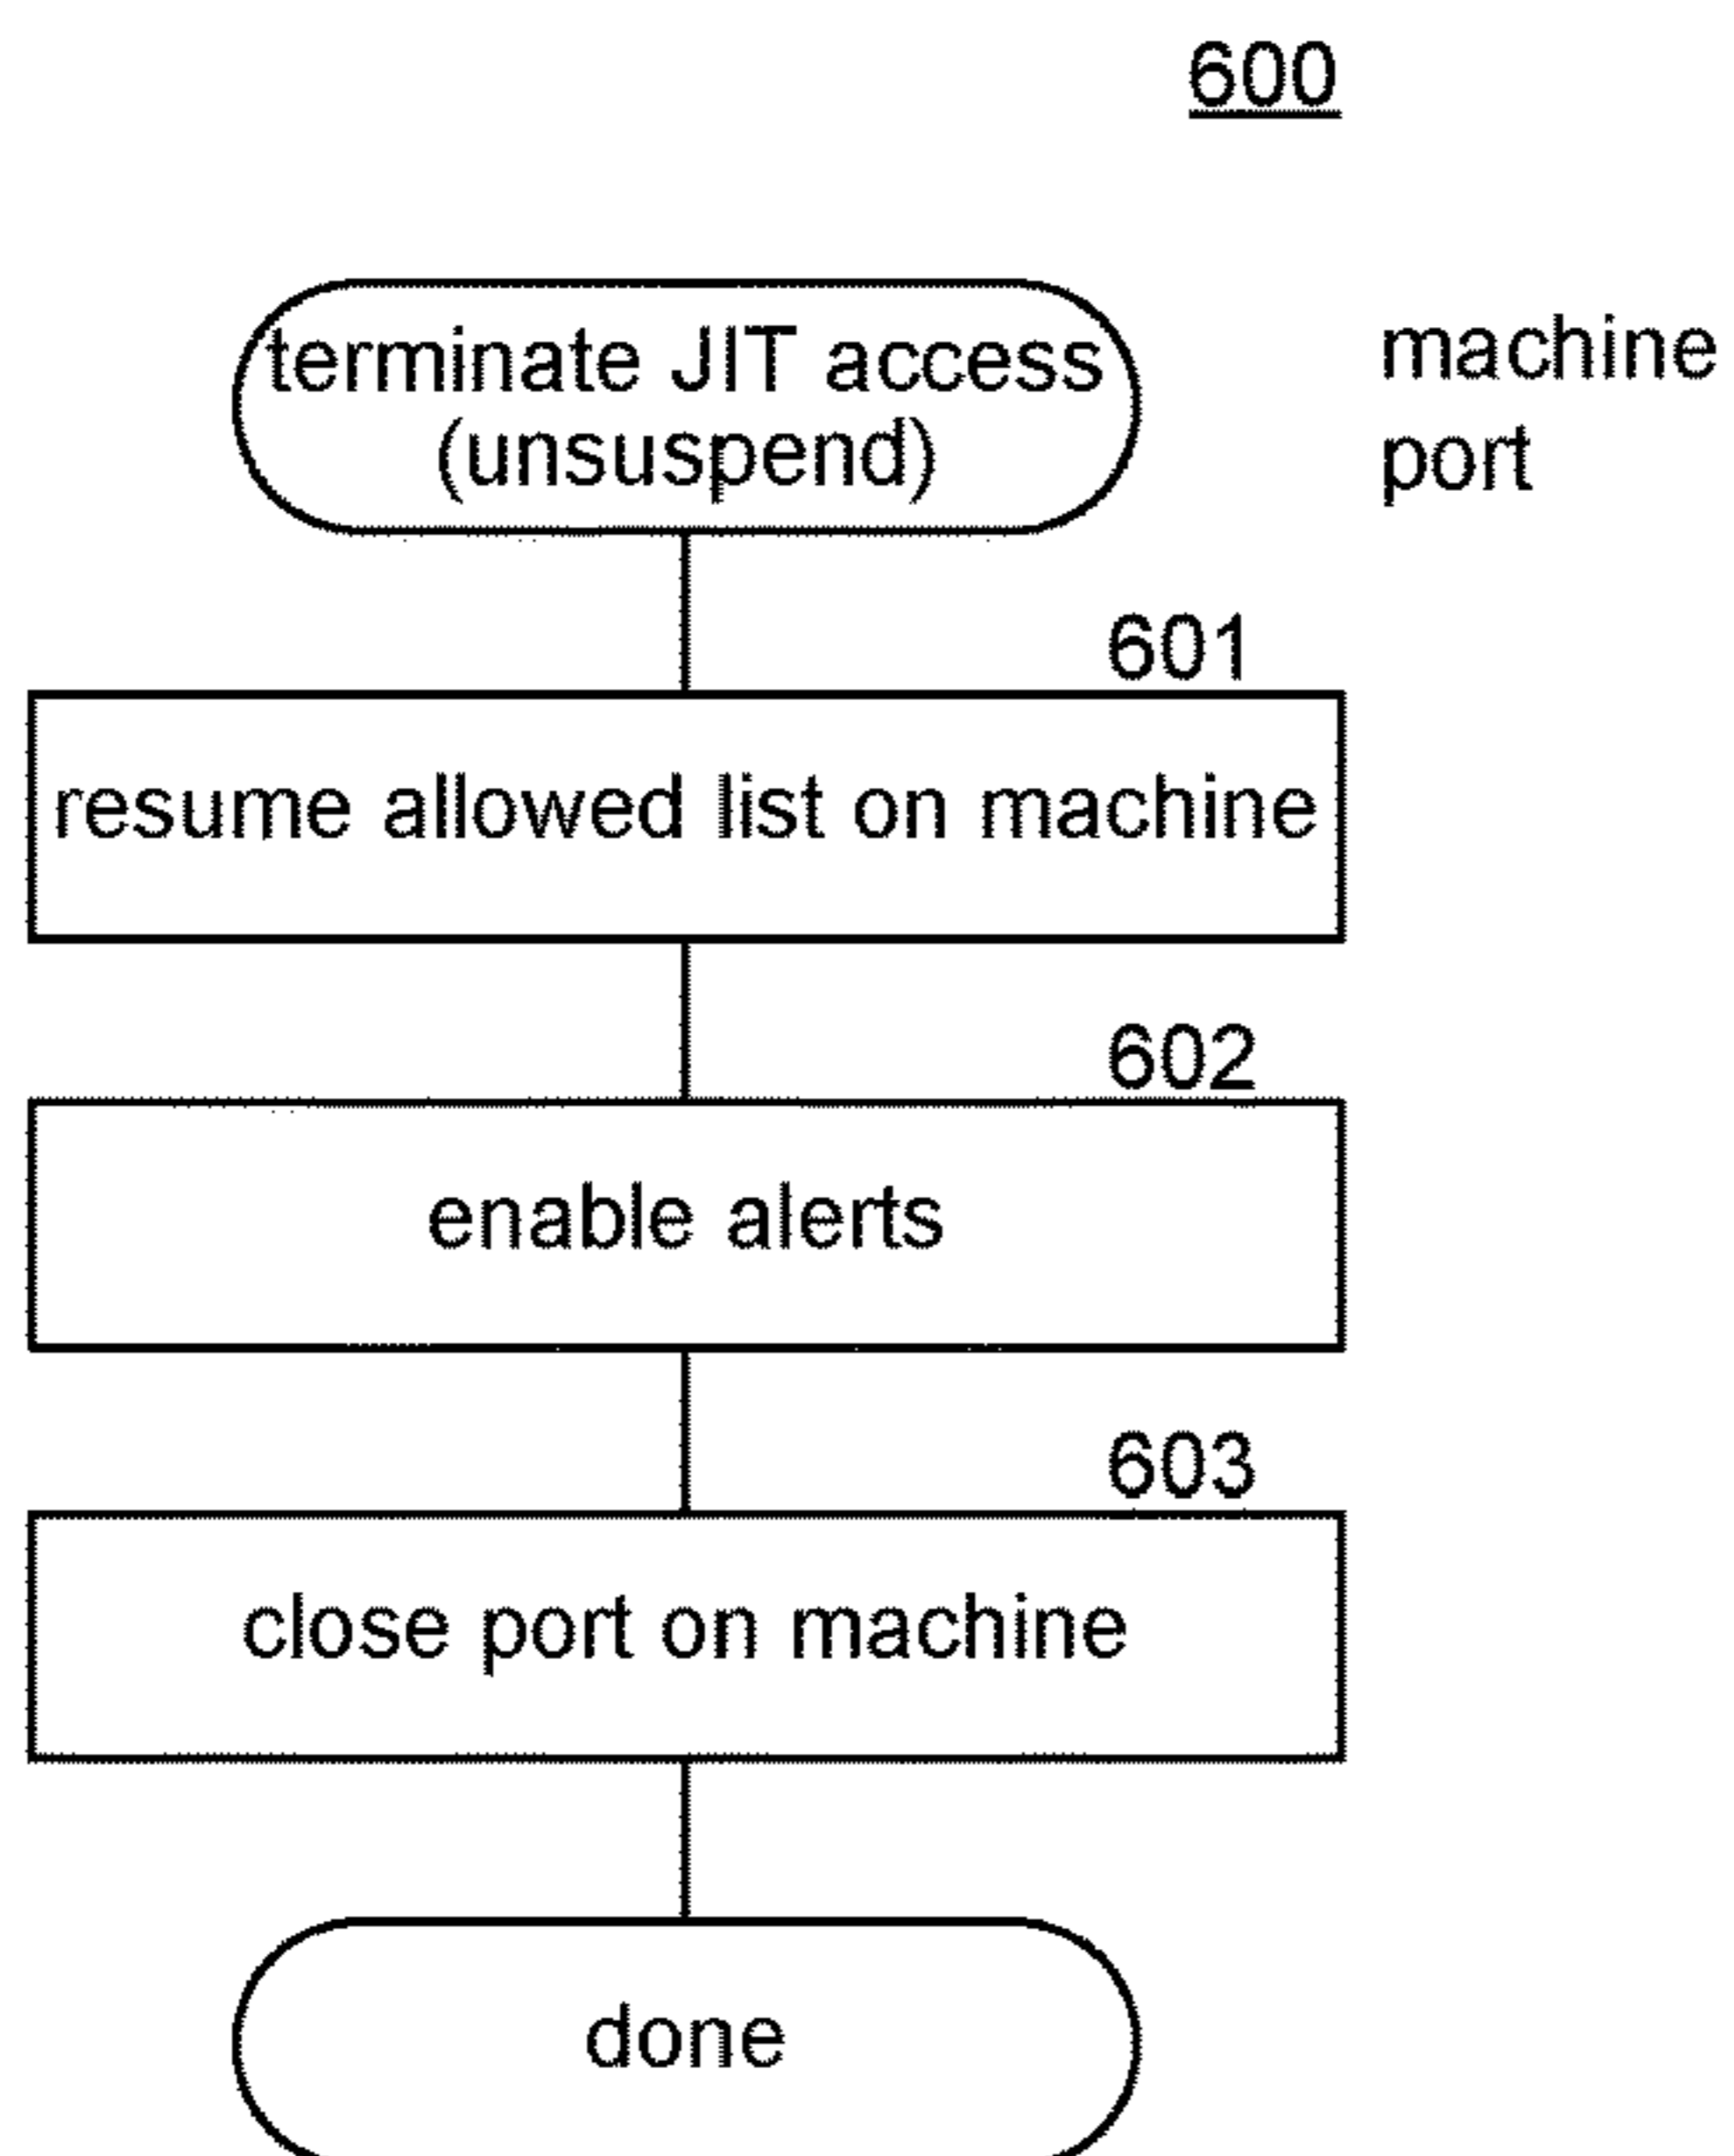 600
terminate JIT access
(unsuspend)
machine
port
601
resume allowed list on machine
602
enable alerts
603
close port on machine
done